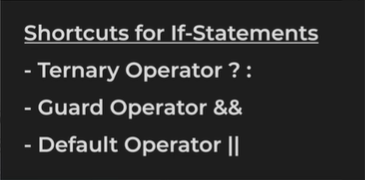 Shortcuts for If-Statements
- Ternary Operator ? :
- Guard Operator &&
- Default Operator ||